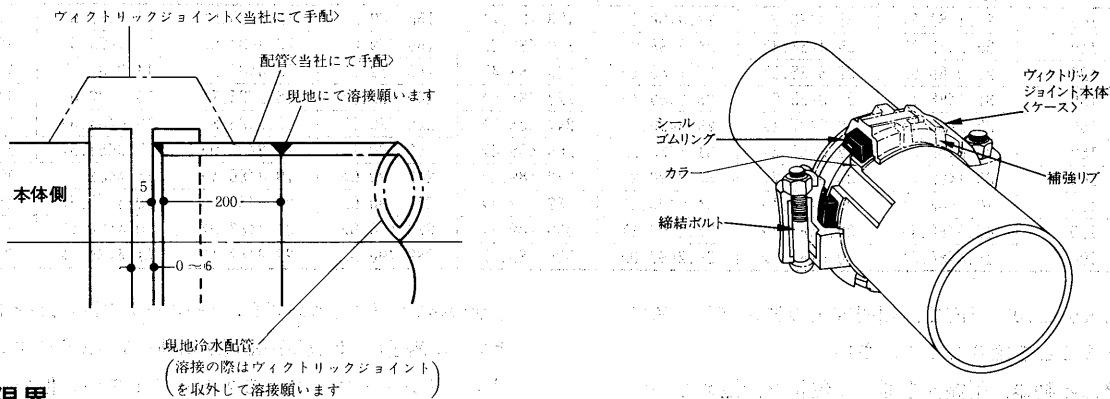 ヴィクトリックジョイント<当社にて手配>
配管<当社にて手配>
現地にて溶接願います
本体側
5
200
0~6
現地冷水配管
(溶接の際はヴィクトリックジョイント
を取外して溶接願います)
ヴィクトリック
ジョイント本体
<ケース>
シール
ゴムリング
カラー
補強リブ
締結ボルト
限界